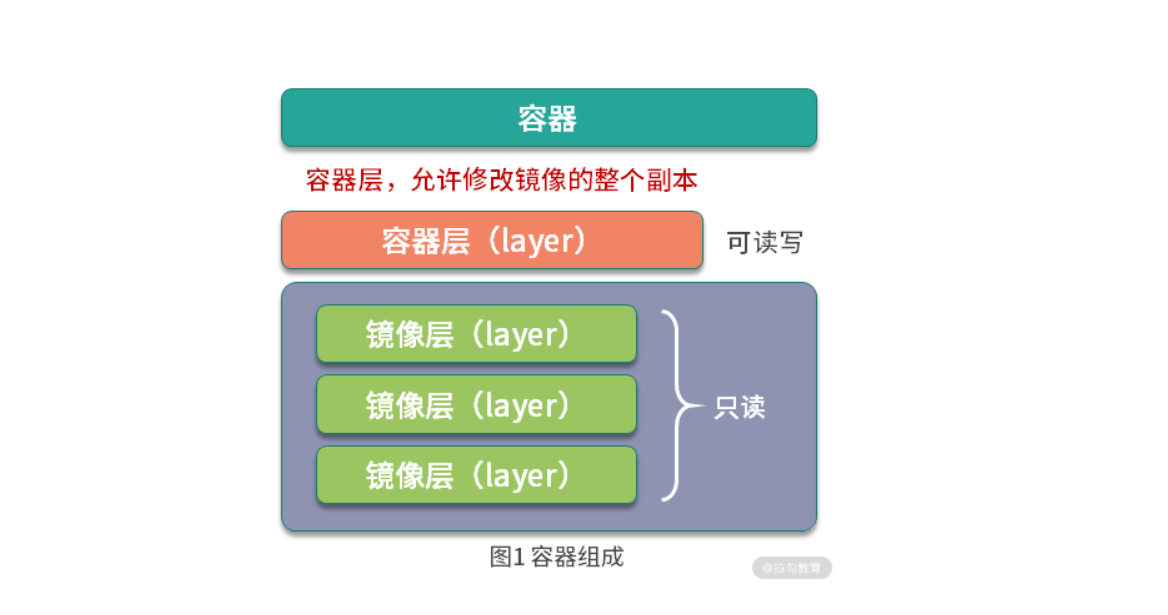 容器
容器层，允许修改镜像的整个副本
容器层（layer）
可读写
镜像层（layer）
镜像层（layer）
镜像层（layer）
只读
图1 容器组成
@拉勾教育